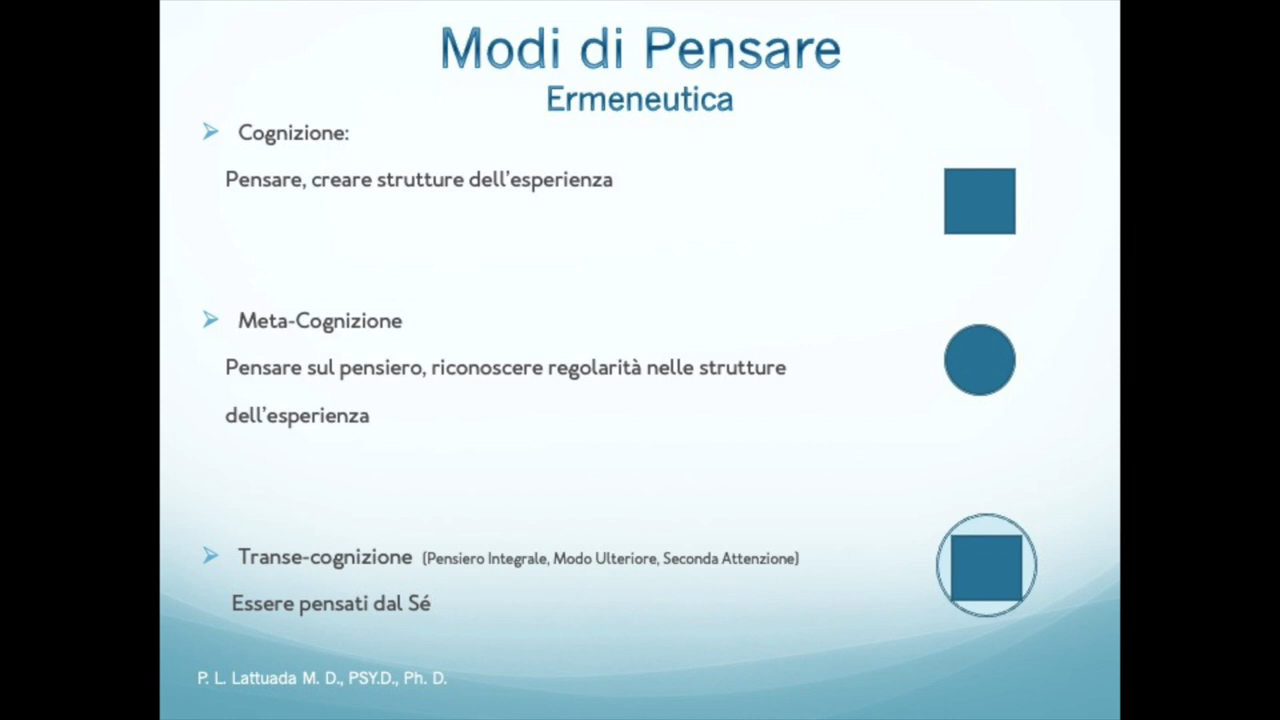 Modi di Pensare
Ermeneutica
Cognizione:
Pensare, creare strutture dell'esperienza
Meta-Cognizione
Pensare sul pensiero, riconoscere regolarità nelle strutture
dell'esperienza
Transe-cognizione (Pensiero Integrale, Modo Ulteriore, Seconda Attenzione)
Essere pensati dal Sé
P. L. Lattuada M. D., PSY.D., Ph. D.